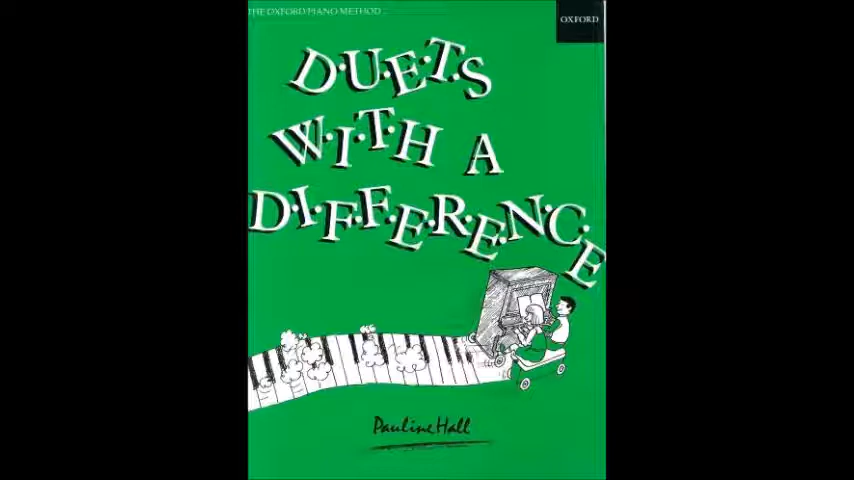 THE OXFORD PIANO METHOD
OXFORD
D·U·E·T·S
W·I·T·H A
D·I·F·F·E·R·E·N·C·E
Pauline Hall